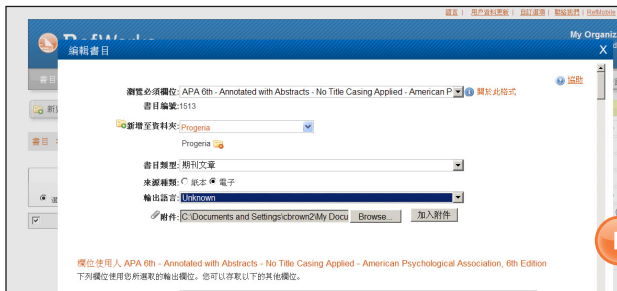 語言 | 用戶資料更新 | 自訂選項 | 聯絡我們 | RefMobile
RefWorks
My Organiz
編輯書目 X
協助
瀏覽必須欄位: APA 6th - Annotated with Abstracts - No Title Casing Applied - American P 關於此格式
書目編號:1513
新增至資料夾: Progeria
Progeria
書目類型: 期刊文章
來源種類: 紙本 電子
輸出語言: Unknown
附件: C:\Documents and Settings\cbrown2\My Docu Browse... 加入附件
書目
欄位使用人 APA 6th - Annotated with Abstracts - No Title Casing Applied - American Psychological Association, 6th Edition
下列欄位使用您所選取的輸出欄位。您可以存取以下的其他欄位。